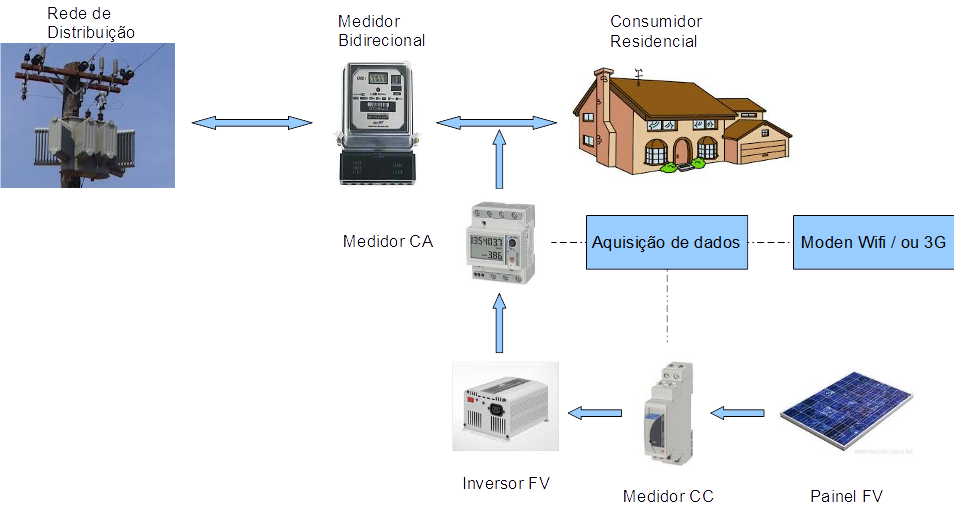 Rede de
Distribuição
Medidor
Bidirecional
Consumidor
Residencial
Medidor CA
Aquisição de dados
Moden Wifi / ou 3G
Inversor FV
Medidor CC
Painel FV